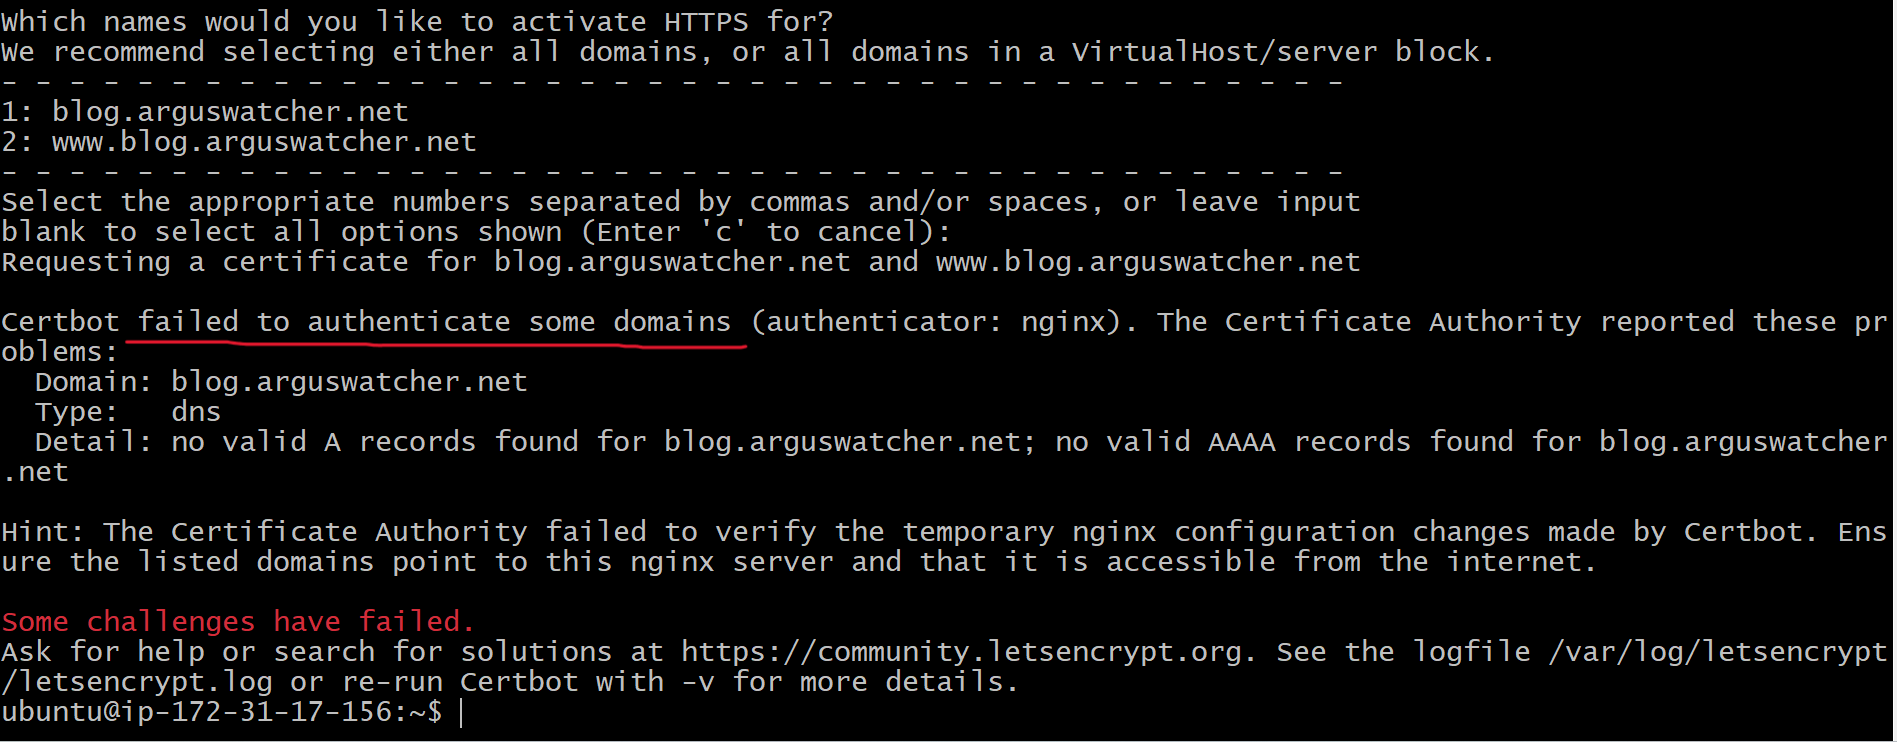 Which names would you like to activate HTTPS for?
We recommend selecting either all domains, or all domains in a VirtualHost/server block.
- - - - - - - - - - - - - - - - - - - - - - - - - - - - - - - - - - - - - - - -
1: blog.arguswatcher.net
2: www.blog.arguswatcher.net
- - - - - - - - - - - - - - - - - - - - - - - - - - - - - - - - - - - - - - - -
Select the appropriate numbers separated by commas and/or spaces, or leave input
blank to select all options shown (Enter 'c' to cancel):
Requesting a certificate for blog.arguswatcher.net and www.blog.arguswatcher.net
Certbot failed to authenticate some domains (authenticator: nginx). The Certificate Authority reported these pr
oblems:
  Domain: blog.arguswatcher.net
  Type:   dns
  Detail: no valid A records found for blog.arguswatcher.net; no valid AAAA records found for blog.arguswatcher
.net
Hint: The Certificate Authority failed to verify the temporary nginx configuration changes made by Certbot. Ens
ure the listed domains point to this nginx server and that it is accessible from the internet.
Some challenges have failed.
Ask for help or search for solutions at https://community.letsencrypt.org. See the logfile /var/log/letsencrypt
/letsencrypt.log or re-run Certbot with -v for more details.
ubuntu@ip-172-31-17-156:~$